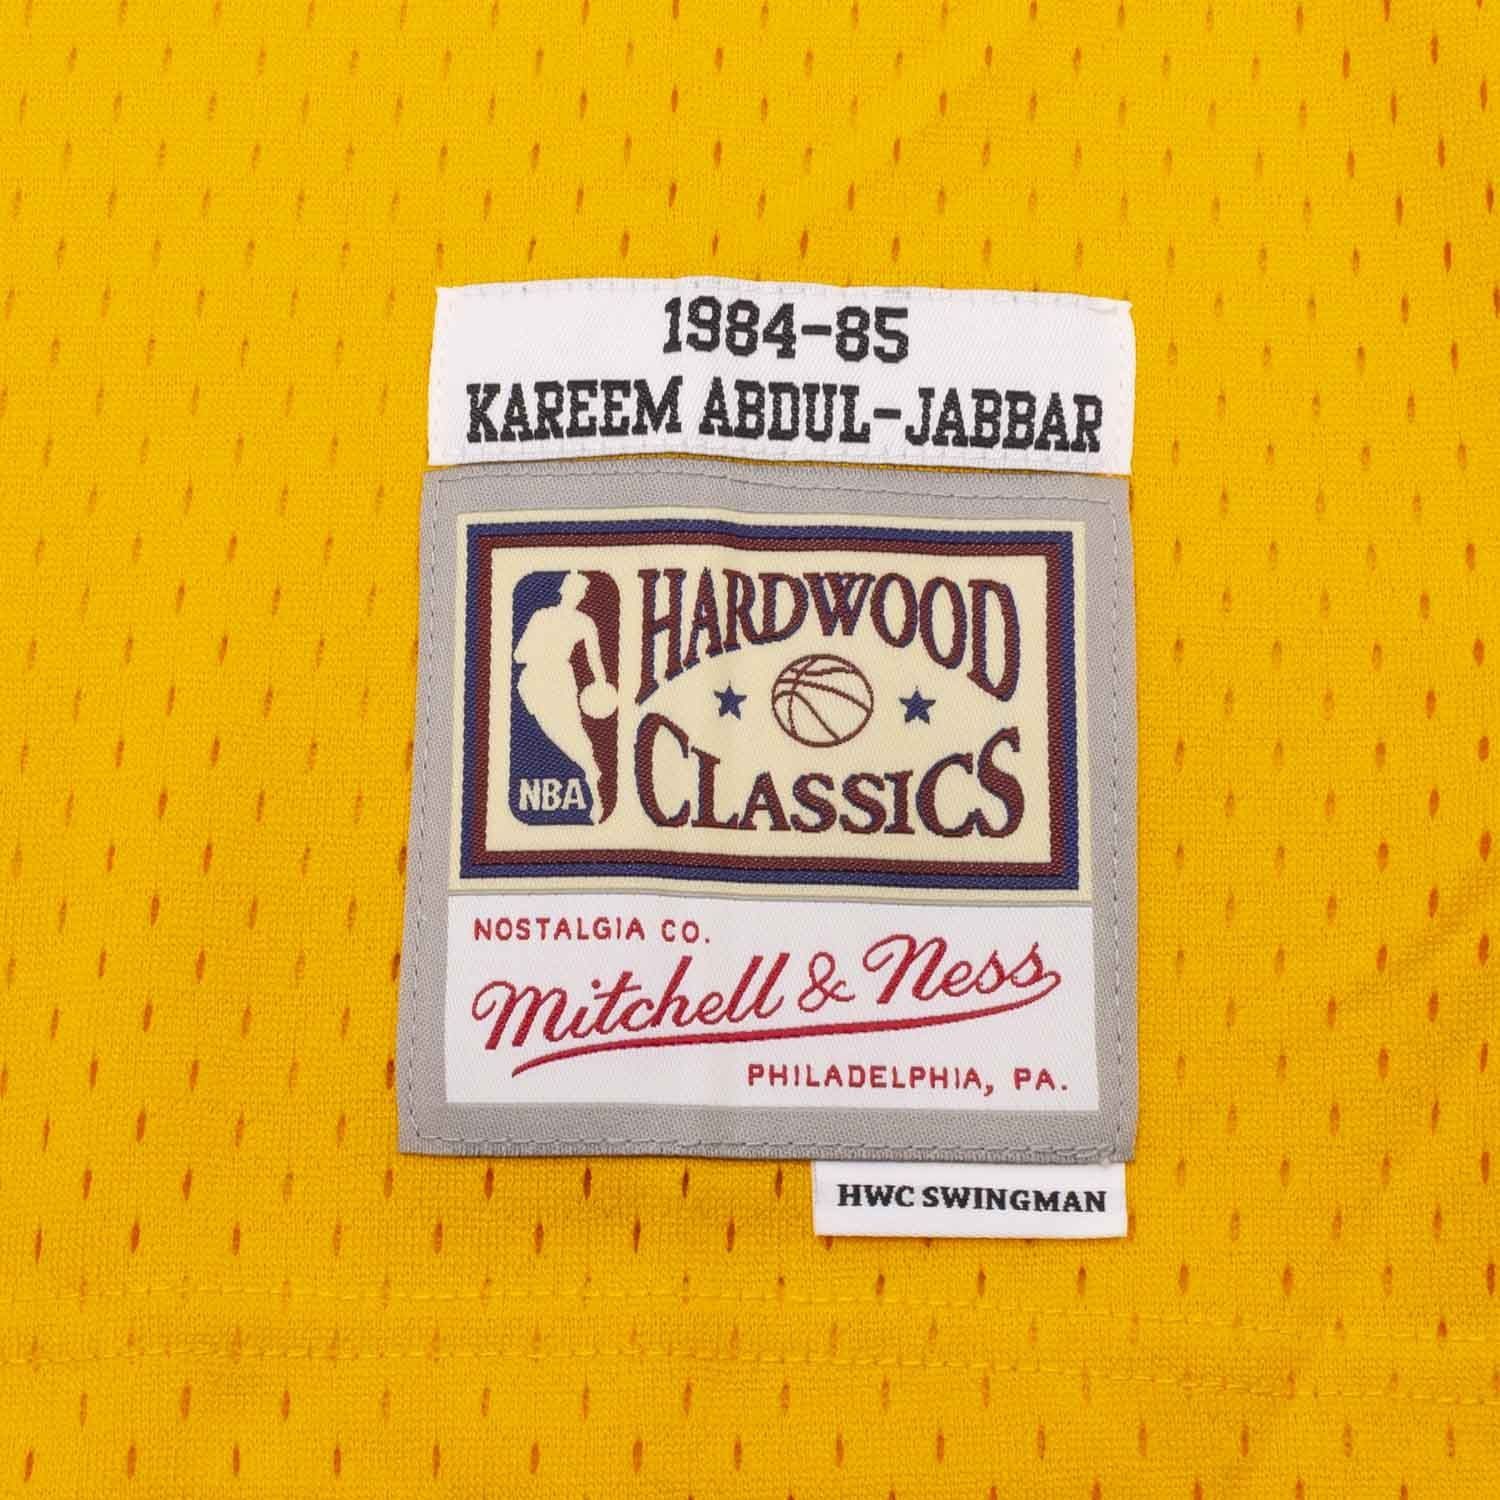 1984-85
KAREEM ABDUL-JABBAR
HARDWOOD
CLASSICS
NBA
NOSTALGIA CO.
Mitchell & Ness
PHILADELPHIA, PA.
HWC SWINGMAN